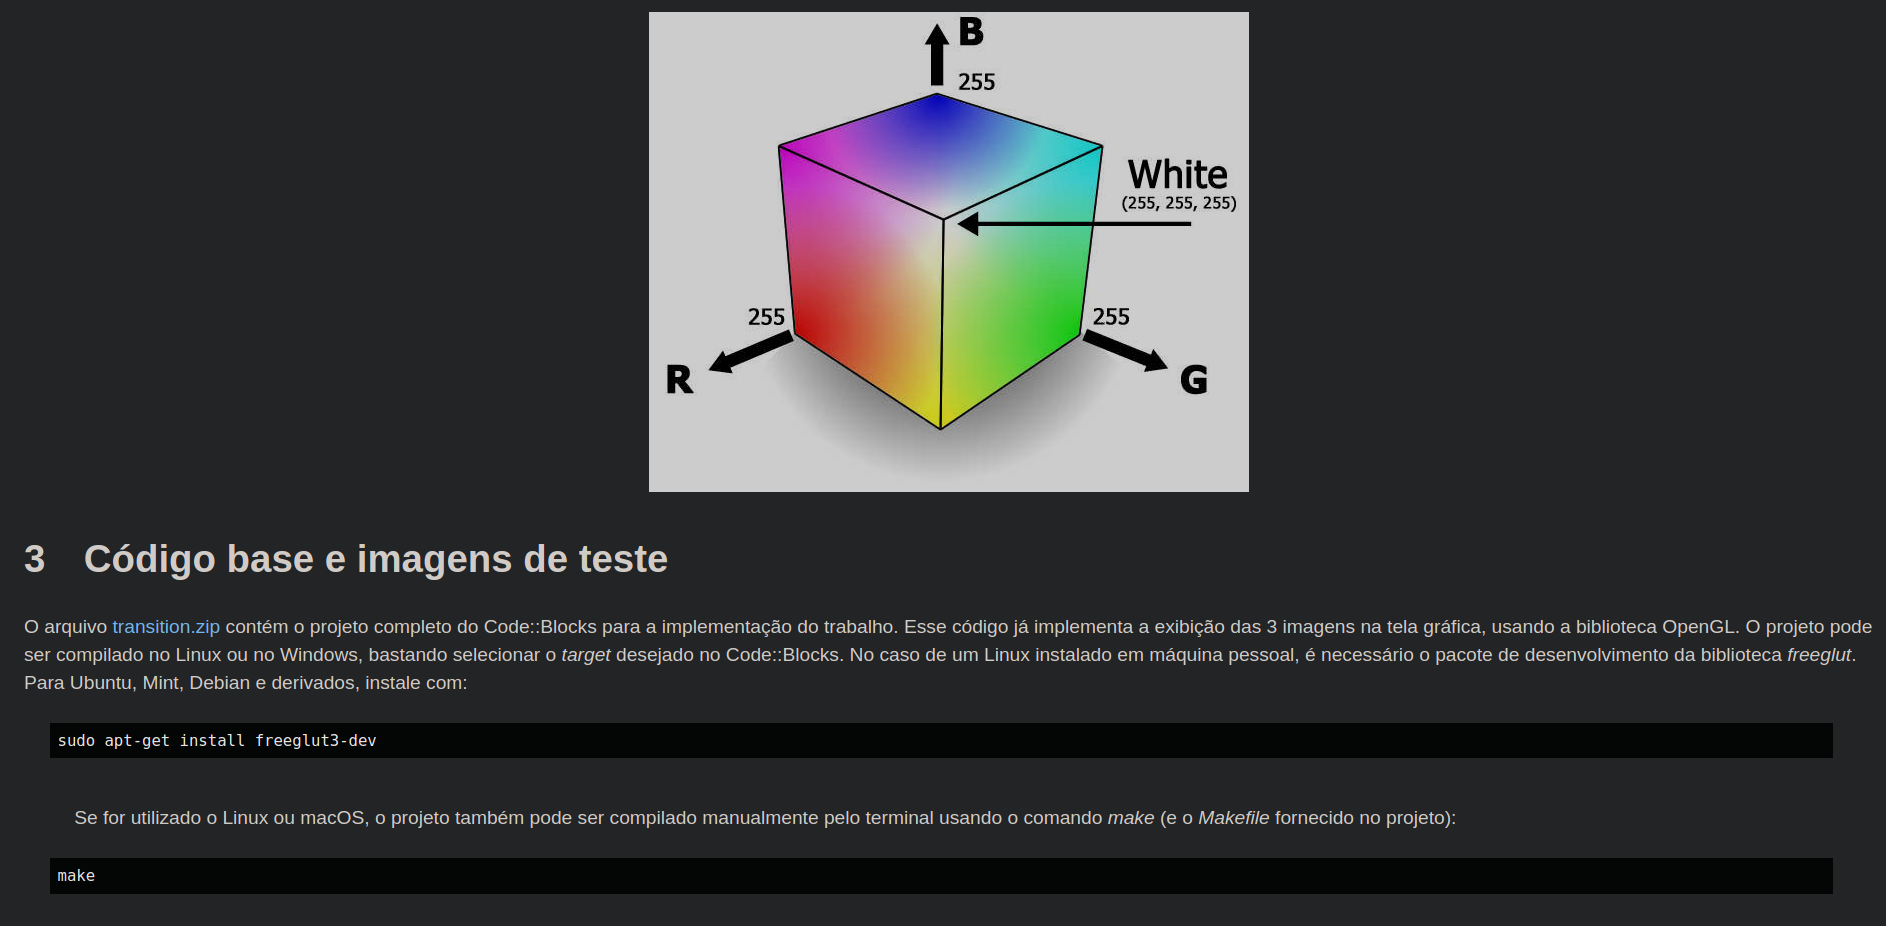 B
255
White
(255, 255, 255)
255
255
R
G
3 Código base e imagens de teste
O arquivo transition.zip contém o projeto completo do Code::Blocks para a implementação do trabalho. Esse código já implementa a exibição das 3 imagens na tela gráfica, usando a biblioteca OpenGL. O projeto pode
ser compilado no Linux ou no Windows, bastando selecionar o target desejado no Code::Blocks. No caso de um Linux instalado em máquina pessoal, é necessário o pacote de desenvolvimento da biblioteca freeglut.
Para Ubuntu, Mint, Debian e derivados, instale com:
sudo apt-get install freeglut3-dev
Se for utilizado o Linux ou macOS, o projeto também pode ser compilado manualmente pelo terminal usando o comando make (e o Makefile fornecido no projeto):
make